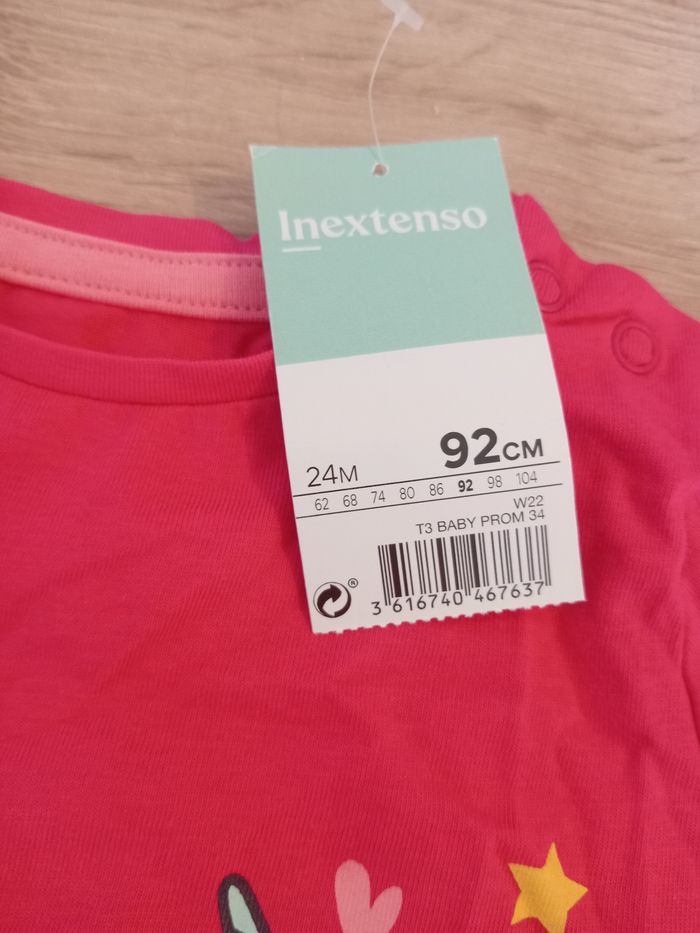 Inextenso
24M 92CM
62 68 74 80 86 92 98 104
W22
T3 BABY PROM 34
®
3 616740 467637